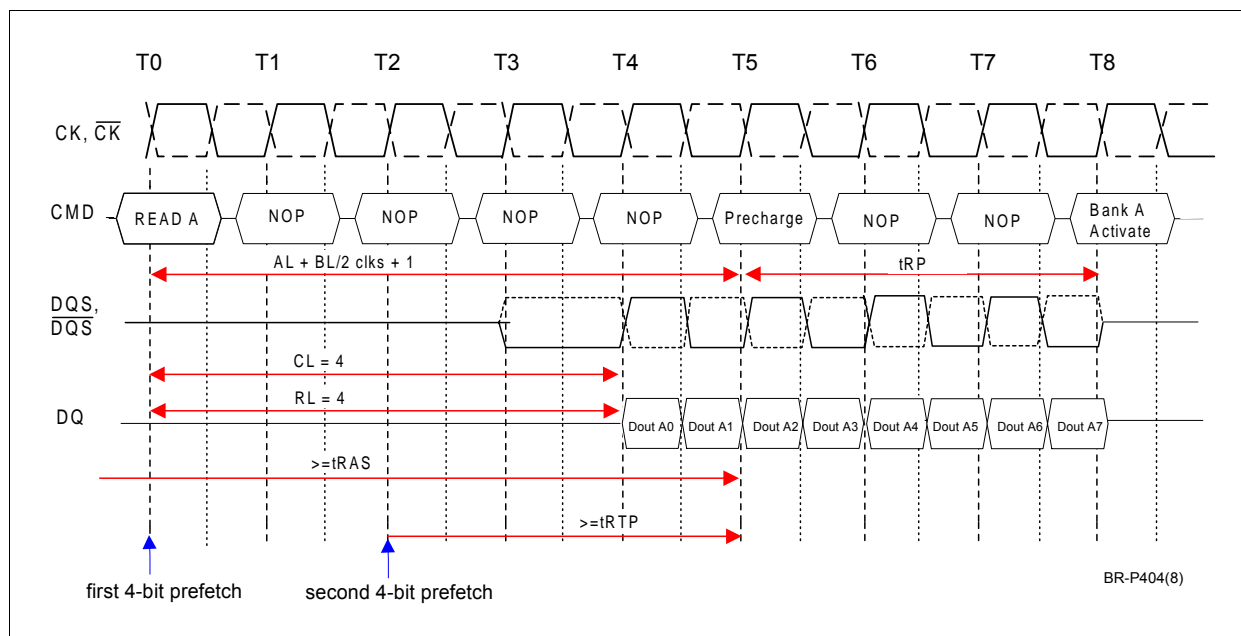 T0 T1 T2 T3 T4 T5 T6 T7 T8
CK, CK
CMD READ A NOP NOP NOP NOP Precharge NOP NOP Bank A Activate
AL + BL/2 clks + 1 tRP
DQS,
DQS
CL = 4
RL = 4
DQ Dout A0 Dout A1 Dout A2 Dout A3 Dout A4 Dout A5 Dout A6 Dout A7
>=tRAS
>=tRTP
first 4-bit prefetch second 4-bit prefetch
BR-P404(8)